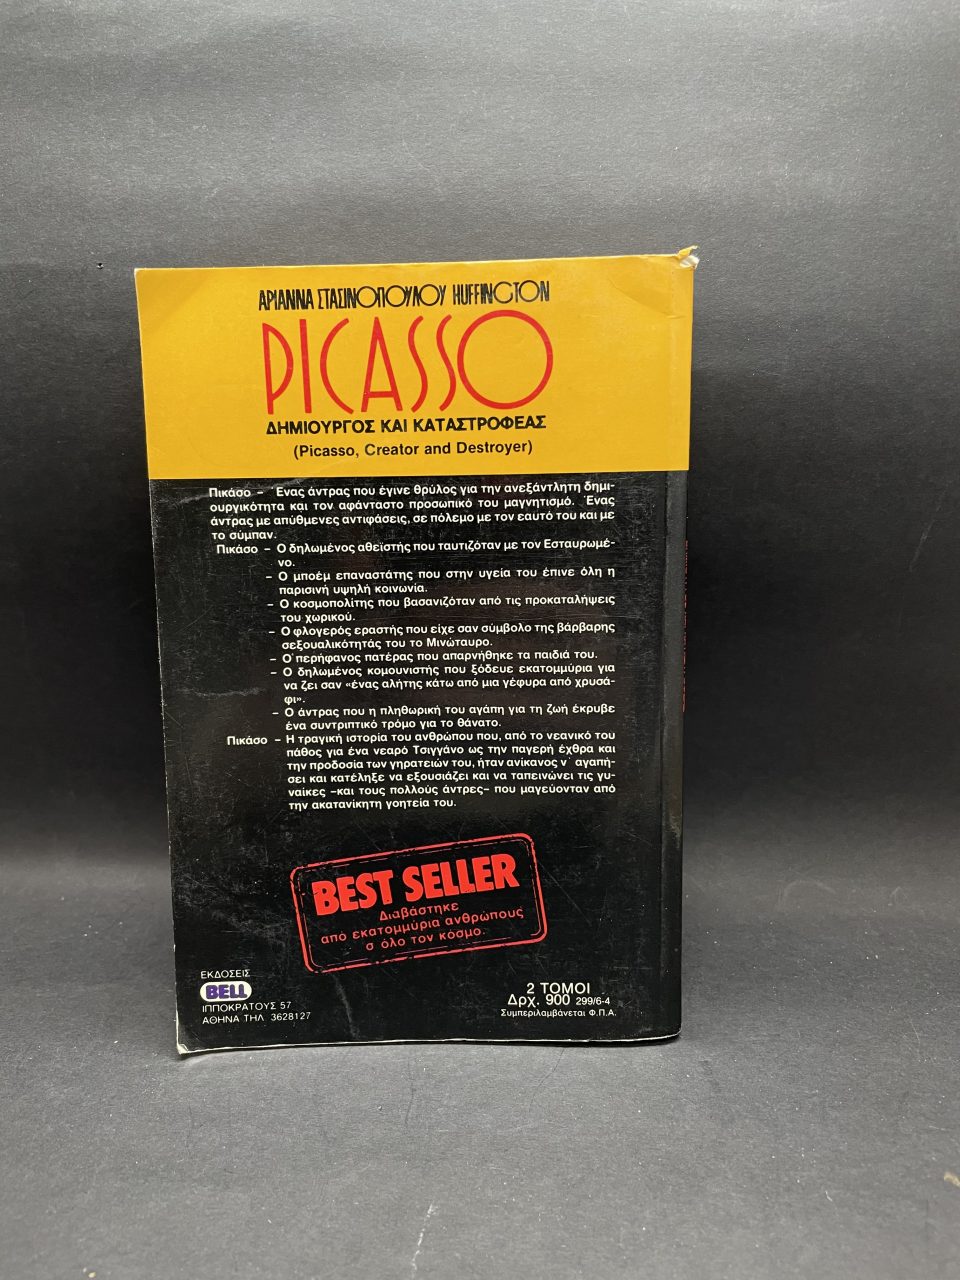 ΑΡΙΑΝΝΑ ΣΤΑΣΙΝΟΠΟΥΛΟΥ HUFFINGTON
PICASSO
ΔΗΜΙΟΥΡΓΟΣ ΚΑΙ ΚΑΤΑΣΤΡΟΦΕΑΣ
(Picasso, Creator and Destroyer)
Πικάσο – Ένας άντρας που έγινε θρύλος για την ανεξάντλητη δημι-
ουργικότητα και τον αφάνταστο προσωπικό του μαγνητισμό. Ένας
άντρας με απύθμενες αντιφάσεις, σε πόλεμο με τον εαυτό του και με
το σύμπαν.
Πικάσο – Ο δηλωμένος αθεϊστής που ταυτιζόταν με τον Εσταυρωμέ-
νο.
– Ο μποέμ επαναστάτης που στην υγεία του έπινε όλη η
παρισινή υψηλή κοινωνία.
– Ο κοσμοπολίτης που βασανιζόταν από τις προκαταλήψεις
του χωρικού.
– Ο φλογερός εραστής που είχε σαν σύμβολο της βάρβαρης
σεξουαλικότητάς του το Μινώταυρο.
– Ο περήφανος πατέρας που απαρνήθηκε τα παιδιά του.
– Ο δηλωμένος κομουνιστής που ξόδευε εκατομμύρια για
να ζει σαν «ένας αλήτης κάτω από μια γέφυρα από χρυσά-
φι».
– Ο άντρας που η πληθωρική του αγάπη για τη ζωή έκρυβε
ένα συντριπτικό τρόμο για το θάνατο.
Πικάσο – Η τραγική ιστορία του ανθρώπου που, από το νεανικό του
πάθος για ένα νεαρό Τσιγγάνο ως την παγερή έχθρα και
την προδοσία των γηρατειών του, ήταν ανίκανος ν' αγαπή-
σει και κατέληξε να εξουσιάζει και να ταπεινώνει τις γυ-
ναίκες –και τους πολλούς άντρες– που μαγεύονταν από
την ακατανίκητη γοητεία του.
BEST SELLER
Διαβάστηκε
από εκατομμύρια ανθρώπους
σ όλο τον κόσμο.
ΕΚΔΟΣΕΙΣ
BELL
ΙΠΠΟΚΡΑΤΟΥΣ 57
ΑΘΗΝΑ ΤΗΛ 3628127
2 ΤΟΜΟΙ
Δρχ. 900 299/6-4
Συμπεριλαμβάνεται Φ.Π.Α.